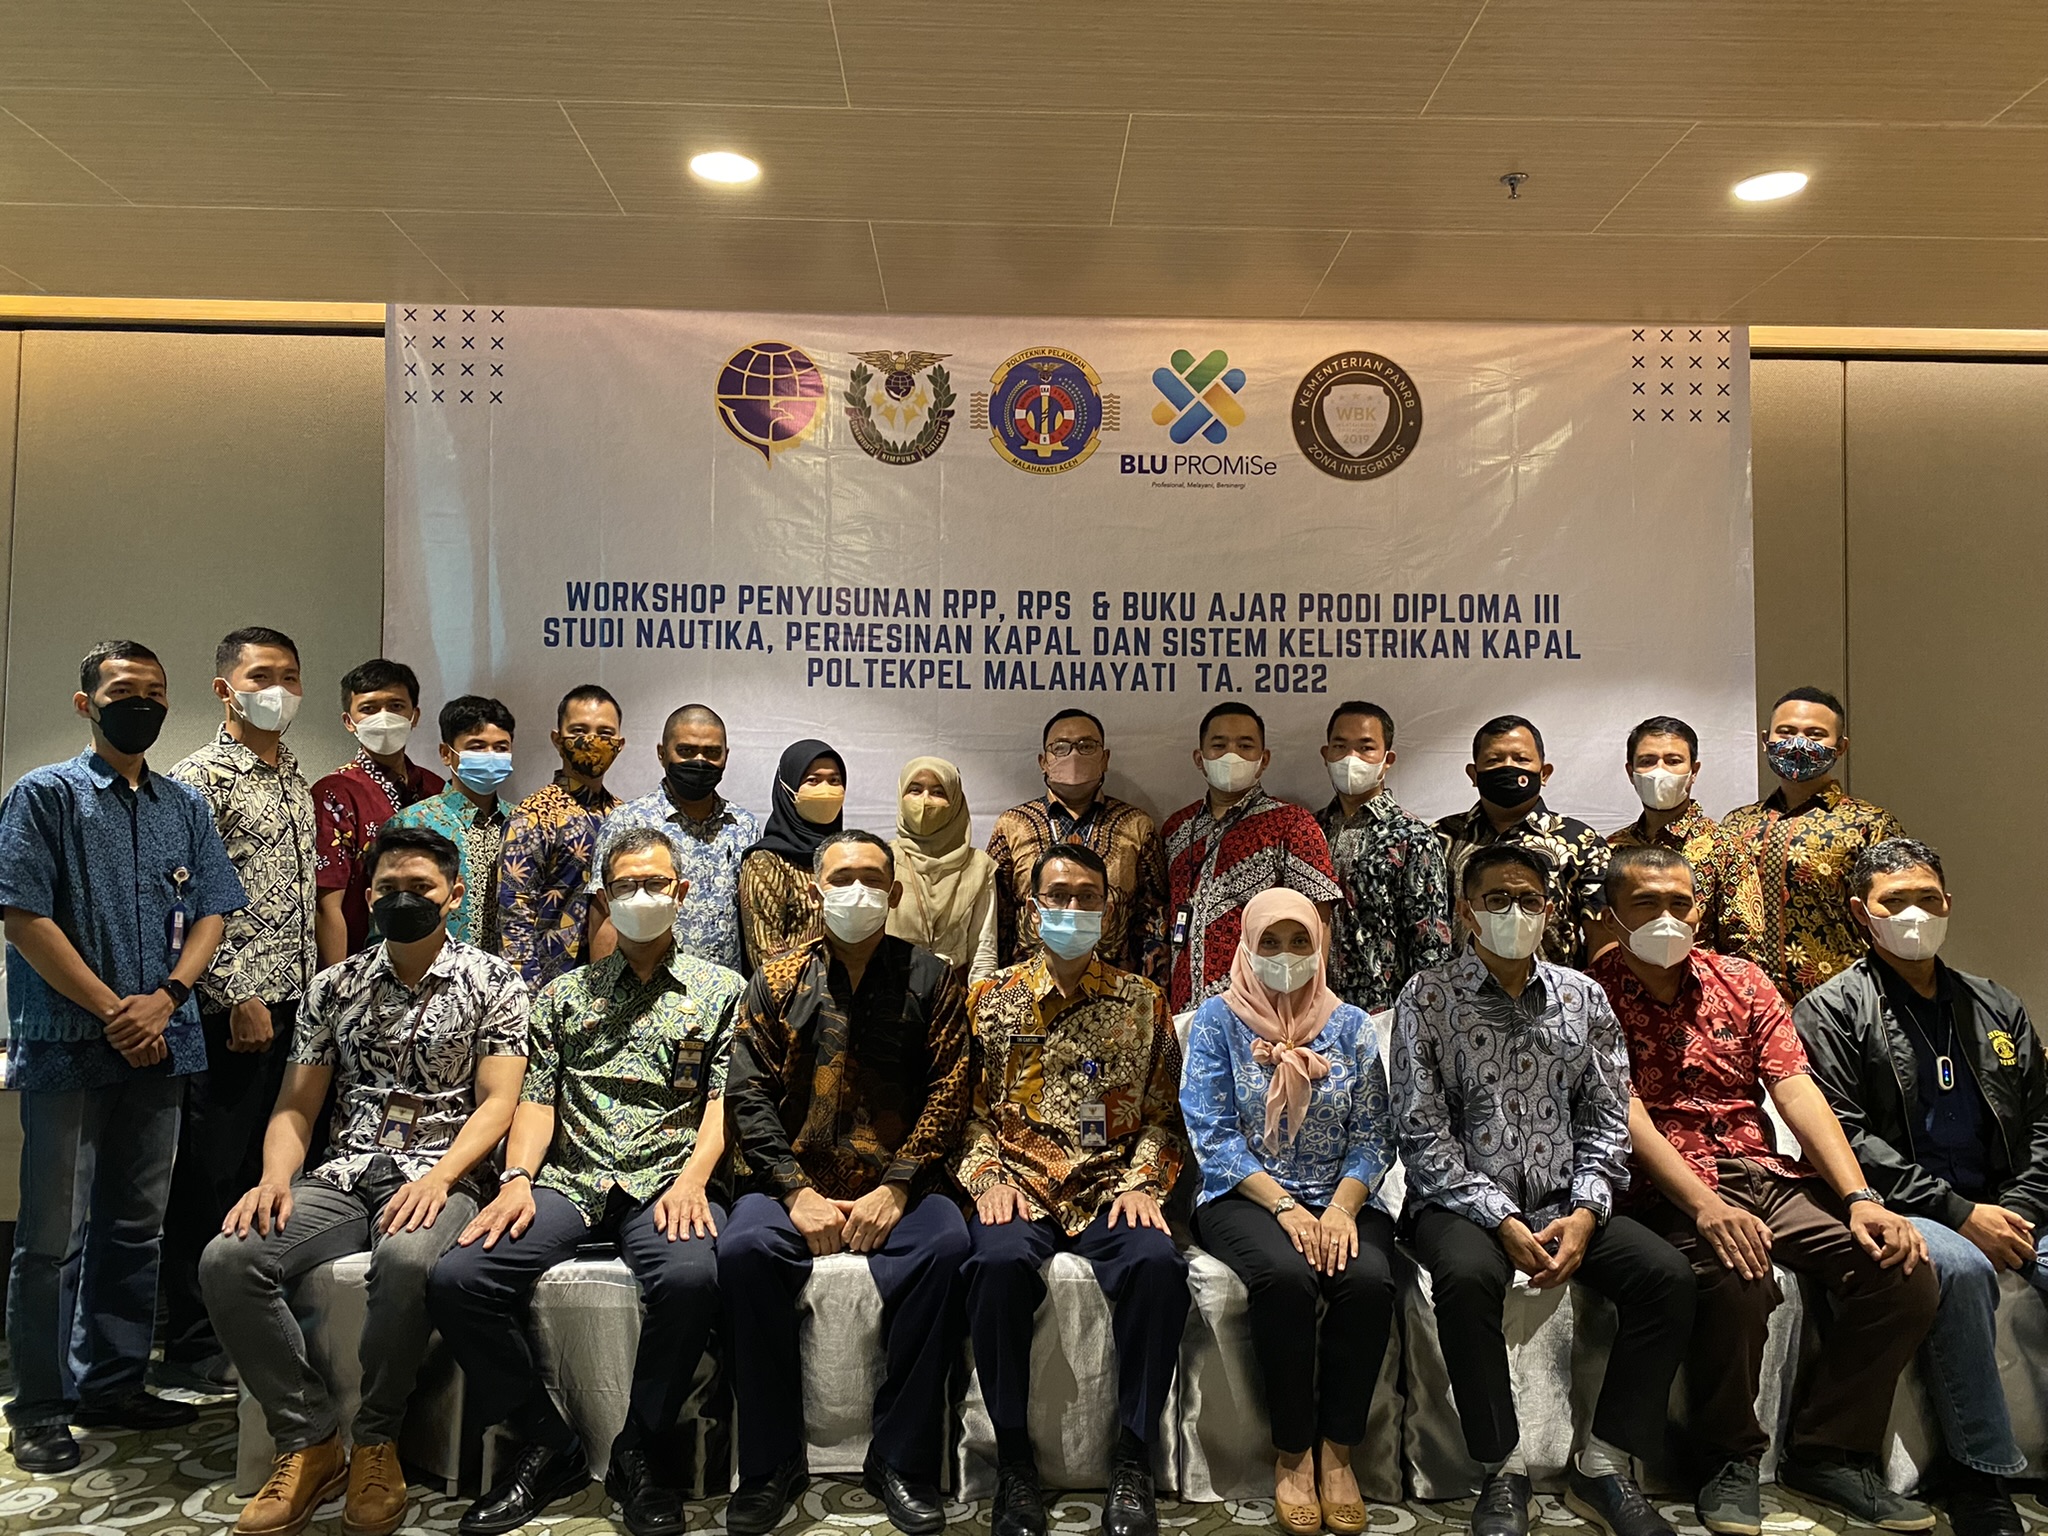 POLITEKNIK PELAYARAN
MALAHAYATI ACEH
NIMPURA
BLU PROMiSe
Profesional, Melayani, Bersinergi
KEMENTERIAN PANRB
WBK
2019
ZONA INTEGRITAS
WORKSHOP PENYUSUNAN RPP, RPS & BUKU AJAR PRODI DIPLOMA III
STUDI NAUTIKA, PERMESINAN KAPAL DAN SISTEM KELISTRIKAN KAPAL
POLTEKPEL MALAHAYATI TA. 2022